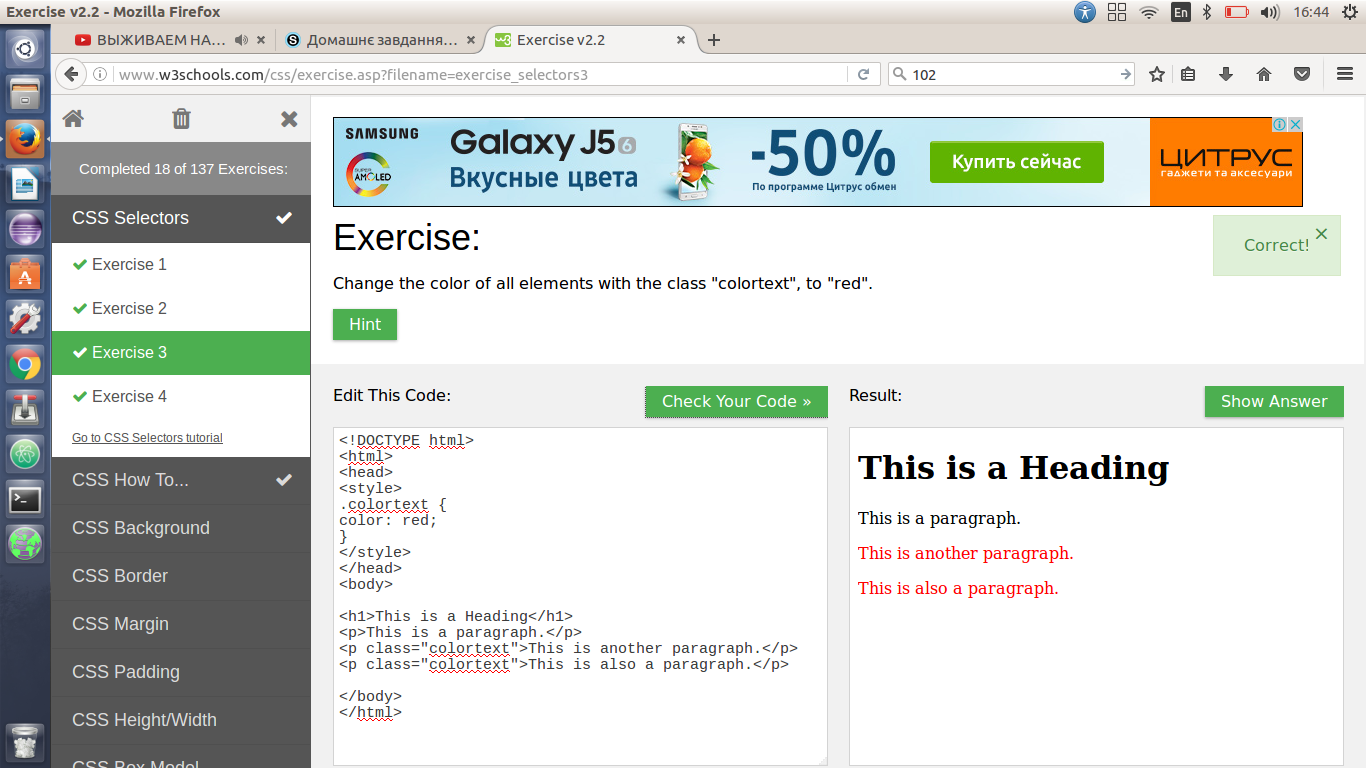 Exercise v2.2 - Mozilla Firefox
En
16:44
ВЫЖИВАЕМ НА...
Домашнє завдання...
Exercise v2.2
www.w3schools.com/css/exercise.asp?filename=exercise_selectors3
102
Completed 18 of 137 Exercises:
CSS Selectors
Exercise 1
Exercise 2
Exercise 3
Exercise 4
Go to CSS Selectors tutorial
CSS How To...
CSS Background
CSS Border
CSS Margin
CSS Padding
CSS Height/Width
CSS Box Model
SAMSUNG
SUPER
AMOLED
Galaxy J5 6
Вкусные цвета
-50%
По программе Цитрус обмен
Купить сейчас
ЦИТРУС
гаджети та аксесуари
Exercise:
Correct!
Change the color of all elements with the class "colortext", to "red".
Hint
Edit This Code:
Check Your Code »
<!DOCTYPE html>
<html>
<head>
<style>
.colortext {
color: red;
}
</style>
</head>
<body>
<h1>This is a Heading</h1>
<p>This is a paragraph.</p>
<p class="colortext">This is another paragraph.</p>
<p class="colortext">This is also a paragraph.</p>
</body>
</html>
Result:
Show Answer
This is a Heading
This is a paragraph.
This is another paragraph.
This is also a paragraph.